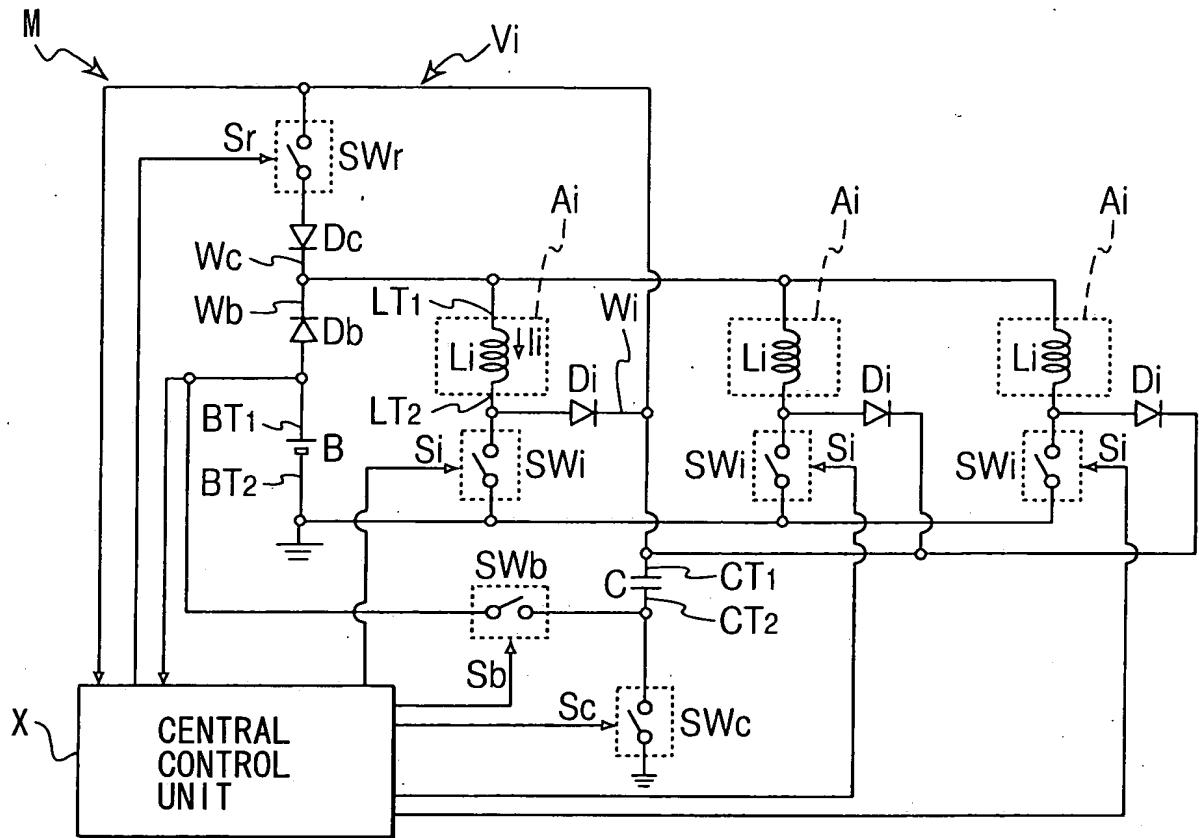 M
Vi
Sr
SWr
Ai
Ai
Ai
Dc
Wc
LT1
Wi
Wb
Db
Li
Ii
Li
Li
Di
Di
Di
BT1
LT2
B
Si
SWi
SWi
Si
SWi
Si
BT2
SWb
C
CT1
CT2
Sb
Sc
SWc
X
CENTRAL
CONTROL
UNIT